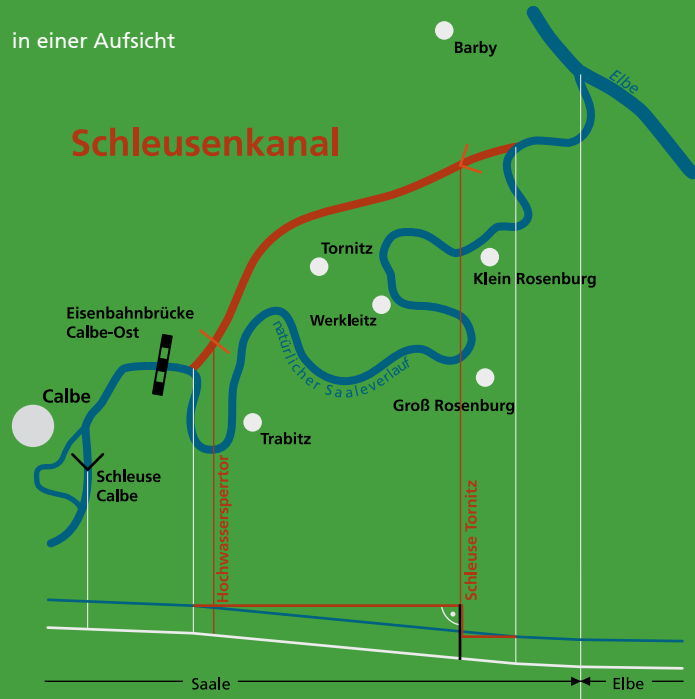 in einer Aufsicht
Barby
Elbe
Schleusenkanal
Tornitz
Klein Rosenburg
Eisenbahnbrücke
Calbe-Ost
Werkleitz
natürlicher Saaleverlauf
Calbe
Groß Rosenburg
Trabitz
Schleuse
Calbe
Hochwassersperrtor
Schleuse Tornitz
Saale
Elbe